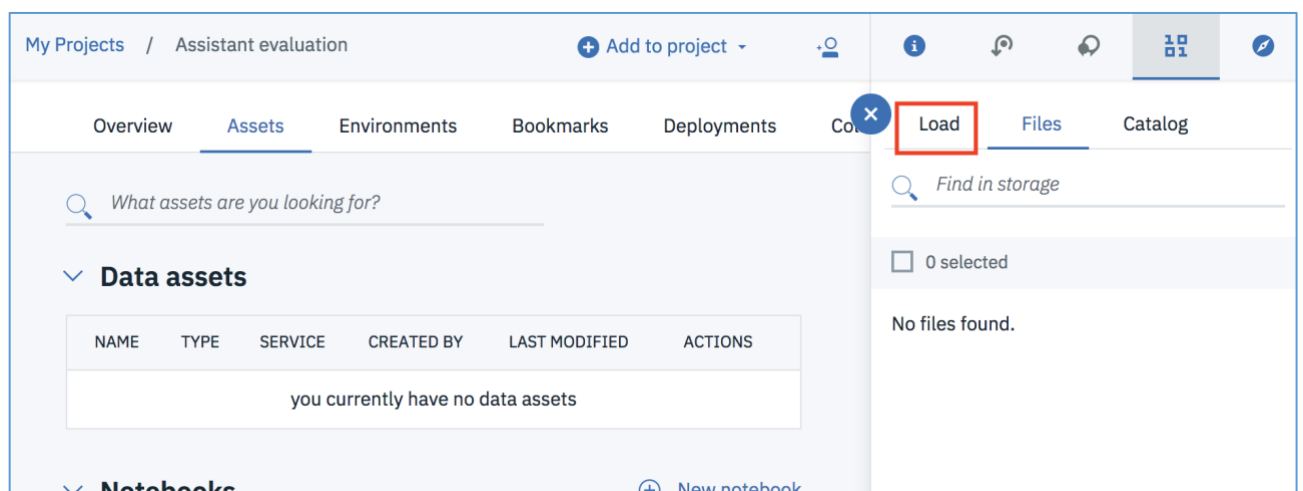 My Projects / Assistant evaluation Add to project
Overview Assets Environments Bookmarks Deployments
Load Files Catalog
What assets are you looking for?
Find in storage
0 selected
Data assets
No files found.
NAME TYPE SERVICE CREATED BY LAST MODIFIED ACTIONS
you currently have no data assets
Notebooks New notebook